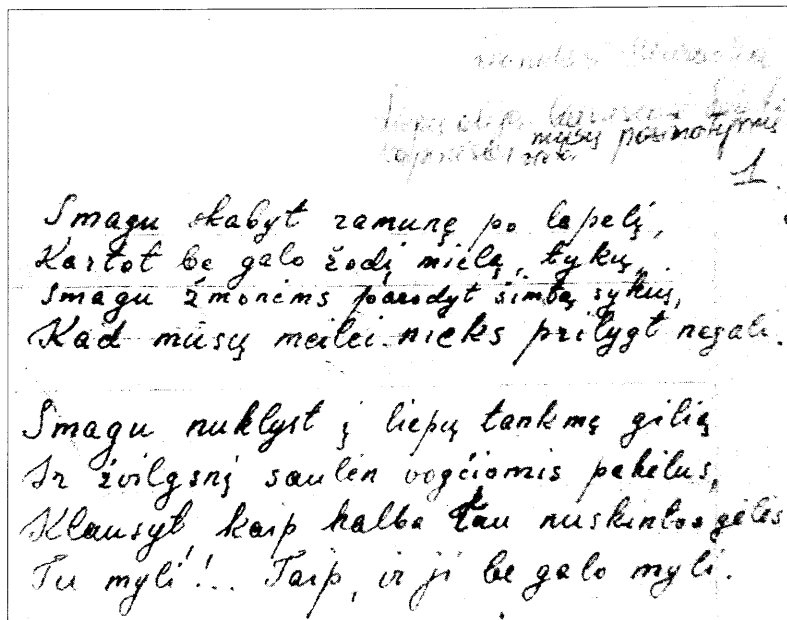 mūsų
1.
Smagu skabyt ramunę po lapelį,
Kartot be galo žodį mielą, tykų,
Smagu žmonėms parodyt šimtą sykių,
Kad mūsų meilei nieks prilygt negali.
Smagu nuklyst į liepų tankmę gilią
Ir žvilgsnį saulėn vogčiomis pakėlus,
Klausyt, kaip kalba Tau nuskintos gėlės
Tu myli!.. Taip, ir ji be galo myli.